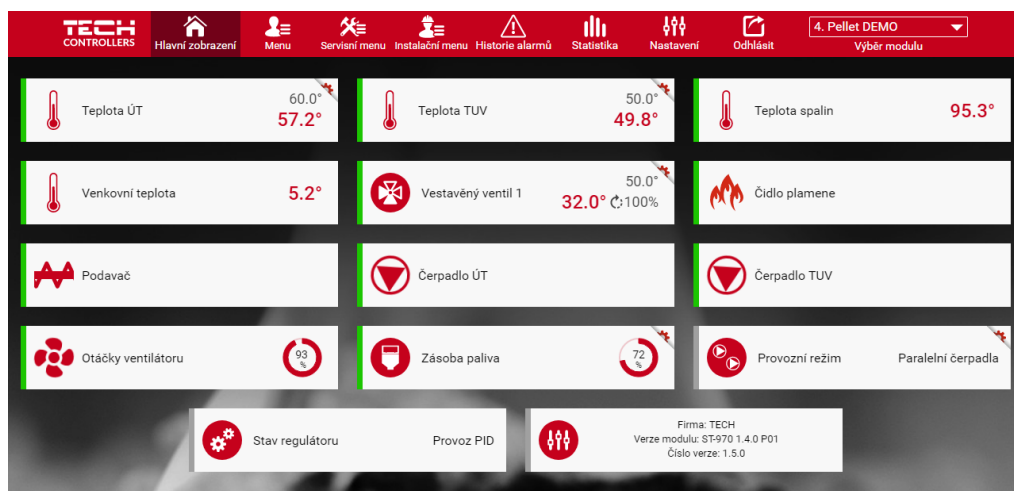 TECH
CONTROLLERS
Hlavní zobrazení
Menu
Servisní menu
Instalační menu
Historie alarmů
Statistika
Nastavení
Odhlásit
4. Pellet DEMO
Výběr modulu
Teplota ÚT
60.0°
57.2°
Teplota TUV
50.0°
49.8°
Teplota spalin
95.3°
Venkovní teplota
5.2°
Vestavěný ventil 1
50.0°
32.0° 100%
Čidlo plamene
Podavač
Čerpadlo ÚT
Čerpadlo TUV
Otáčky ventilátoru
93
%
Zásoba paliva
72
%
Provozní režim
Paralelní čerpadla
Stav regulátoru
Provoz PID
Firma: TECH
Verze modulu: ST-970 1.4.0 P01
Číslo verze: 1.5.0